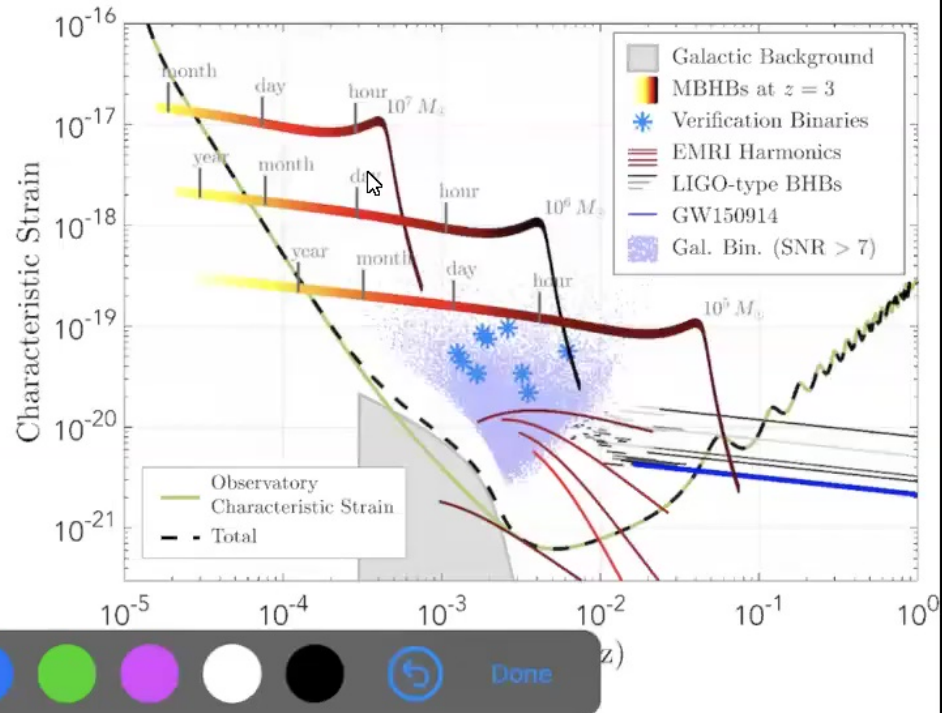 10^-16
10^-17
10^-18
10^-19
10^-20
10^-21
Characteristic Strain
month
day
hour
10^7 M
year
month
day
hour
10^6 M
year
month
day
hour
10^5 M
Galactic Background
MBHBs at z = 3
Verification Binaries
EMRI Harmonics
LIGO-type BHBs
GW150914
Gal. Bin. (SNR > 7)
Observatory
Characteristic Strain
Total
10^-5 10^-4 10^-3 10^-2 10^-1 10^0
z)
Done